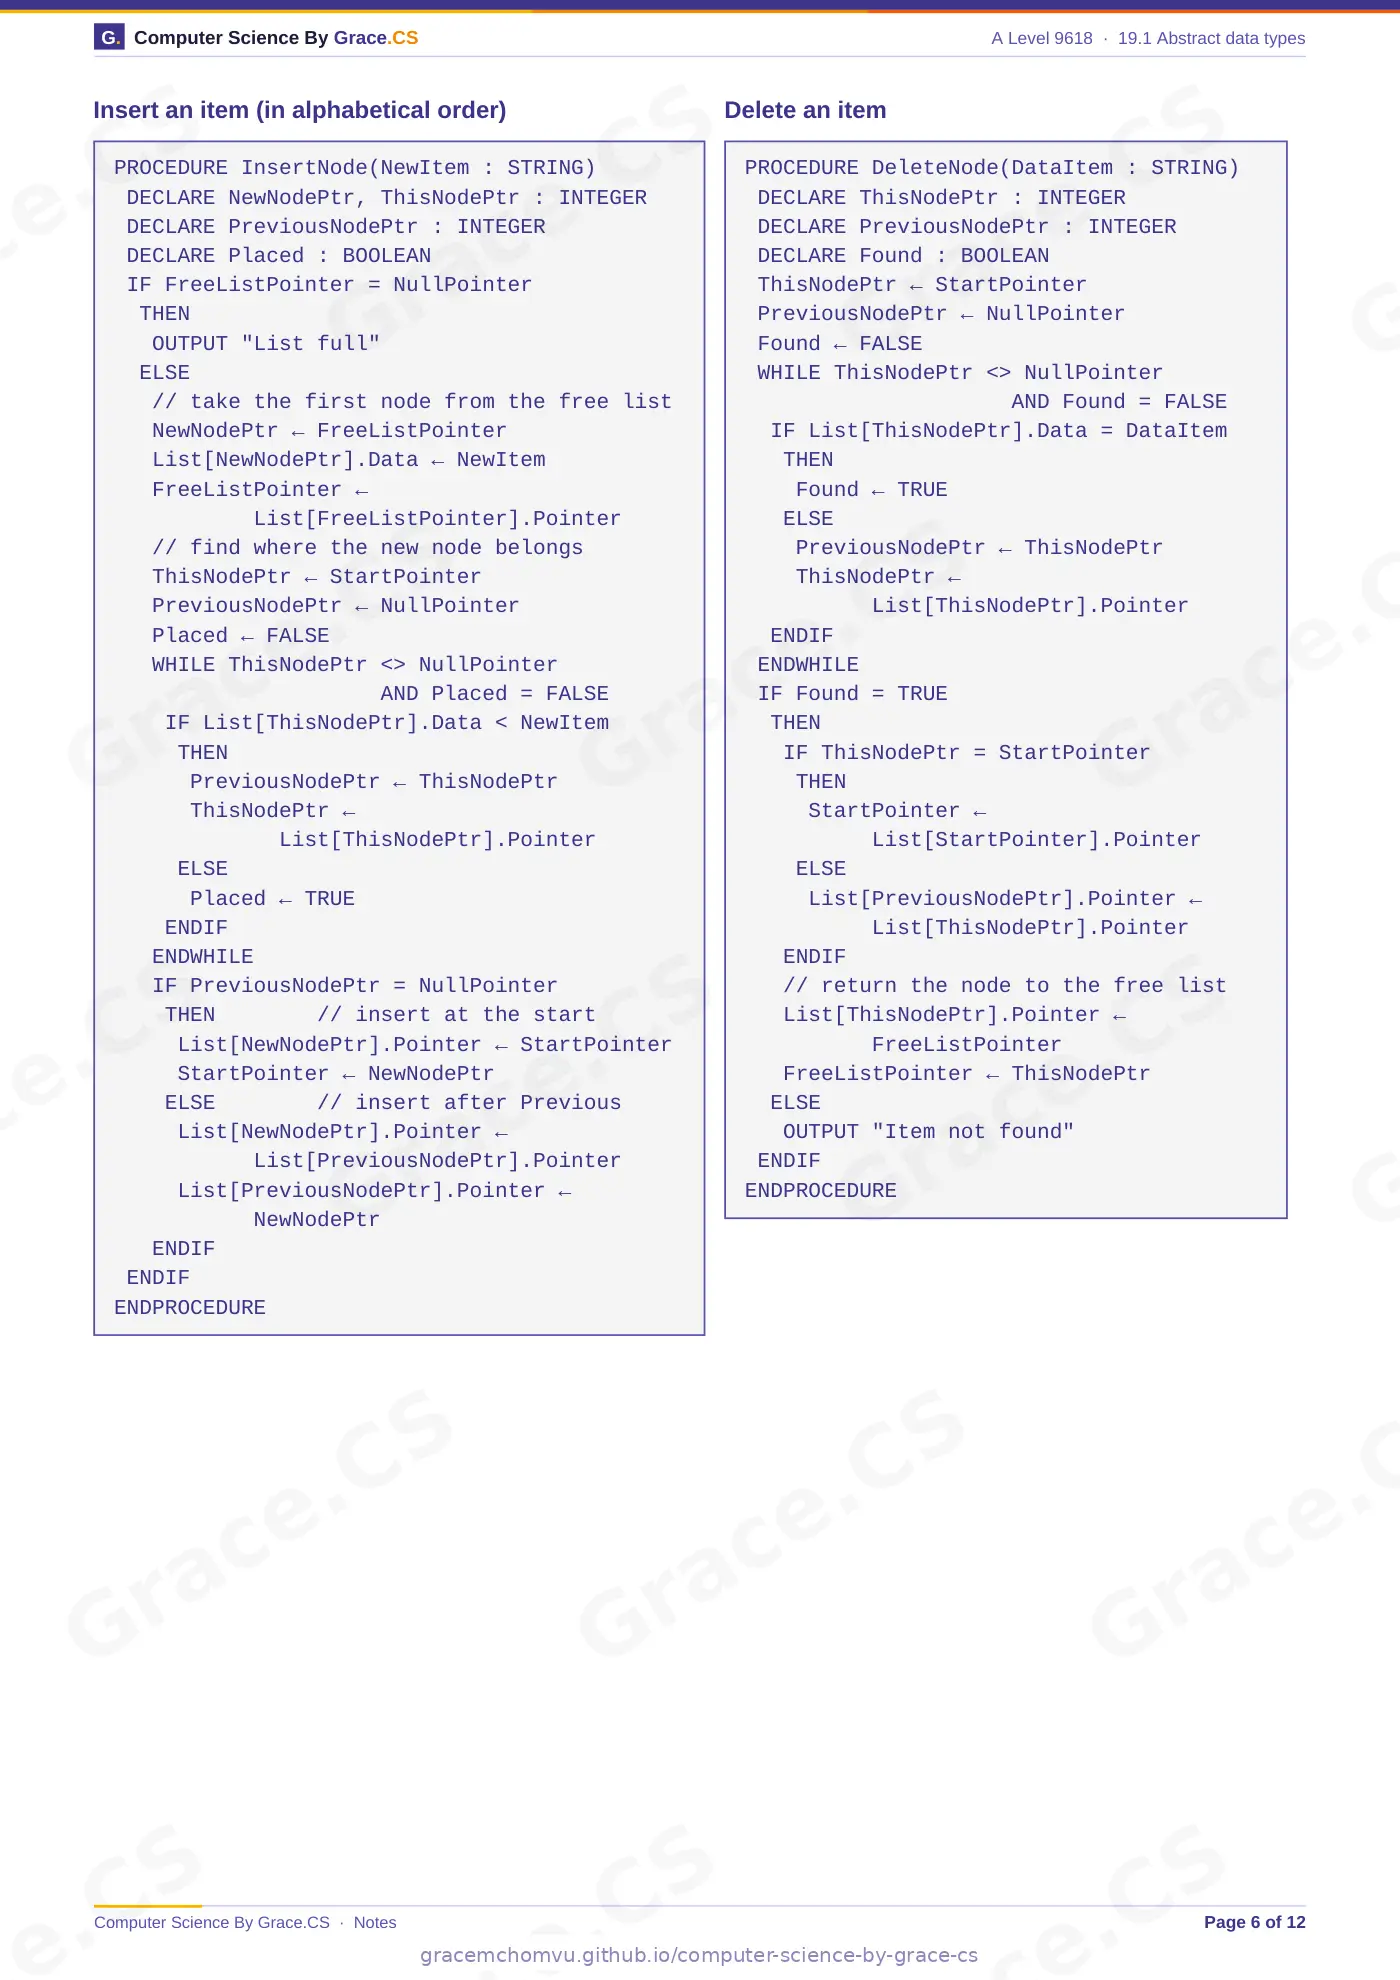 G. Computer Science By Grace.CS
A Level 9618 · 19.1 Abstract data types
Insert an item (in alphabetical order)
PROCEDURE InsertNode(NewItem : STRING)
DECLARE NewNodePtr, ThisNodePtr : INTEGER
DECLARE PreviousNodePtr : INTEGER
DECLARE Placed : BOOLEAN
IF FreeListPointer = NullPointer
THEN
OUTPUT "List full"
ELSE
// take the first node from the free list
NewNodePtr ← FreeListPointer
List[NewNodePtr].Data ← NewItem
FreeListPointer ←
List[FreeListPointer].Pointer
// find where the new node belongs
ThisNodePtr ← StartPointer
PreviousNodePtr ← NullPointer
Placed ← FALSE
WHILE ThisNodePtr <> NullPointer
AND Placed = FALSE
IF List[ThisNodePtr].Data < NewItem
THEN
PreviousNodePtr ← ThisNodePtr
ThisNodePtr ←
List[ThisNodePtr].Pointer
ELSE
Placed ← TRUE
ENDIF
ENDWHILE
IF PreviousNodePtr = NullPointer
THEN // insert at the start
List[NewNodePtr].Pointer ← StartPointer
StartPointer ← NewNodePtr
ELSE // insert after Previous
List[NewNodePtr].Pointer ←
List[PreviousNodePtr].Pointer
List[PreviousNodePtr].Pointer ←
NewNodePtr
ENDIF
ENDIF
ENDPROCEDURE
Delete an item
PROCEDURE DeleteNode(DataItem : STRING)
DECLARE ThisNodePtr : INTEGER
DECLARE PreviousNodePtr : INTEGER
DECLARE Found : BOOLEAN
ThisNodePtr ← StartPointer
PreviousNodePtr ← NullPointer
Found ← FALSE
WHILE ThisNodePtr <> NullPointer
AND Found = FALSE
IF List[ThisNodePtr].Data = DataItem
THEN
Found ← TRUE
ELSE
PreviousNodePtr ← ThisNodePtr
ThisNodePtr ←
List[ThisNodePtr].Pointer
ENDIF
ENDWHILE
IF Found = TRUE
THEN
IF ThisNodePtr = StartPointer
THEN
StartPointer ←
List[StartPointer].Pointer
ELSE
List[PreviousNodePtr].Pointer ←
List[ThisNodePtr].Pointer
ENDIF
// return the node to the free list
List[ThisNodePtr].Pointer ←
FreeListPointer
FreeListPointer ← ThisNodePtr
ELSE
OUTPUT "Item not found"
ENDIF
ENDPROCEDURE
Computer Science By Grace.CS · Notes
Page 6 of 12
gracemchomvu.github.io/computer-science-by-grace-cs